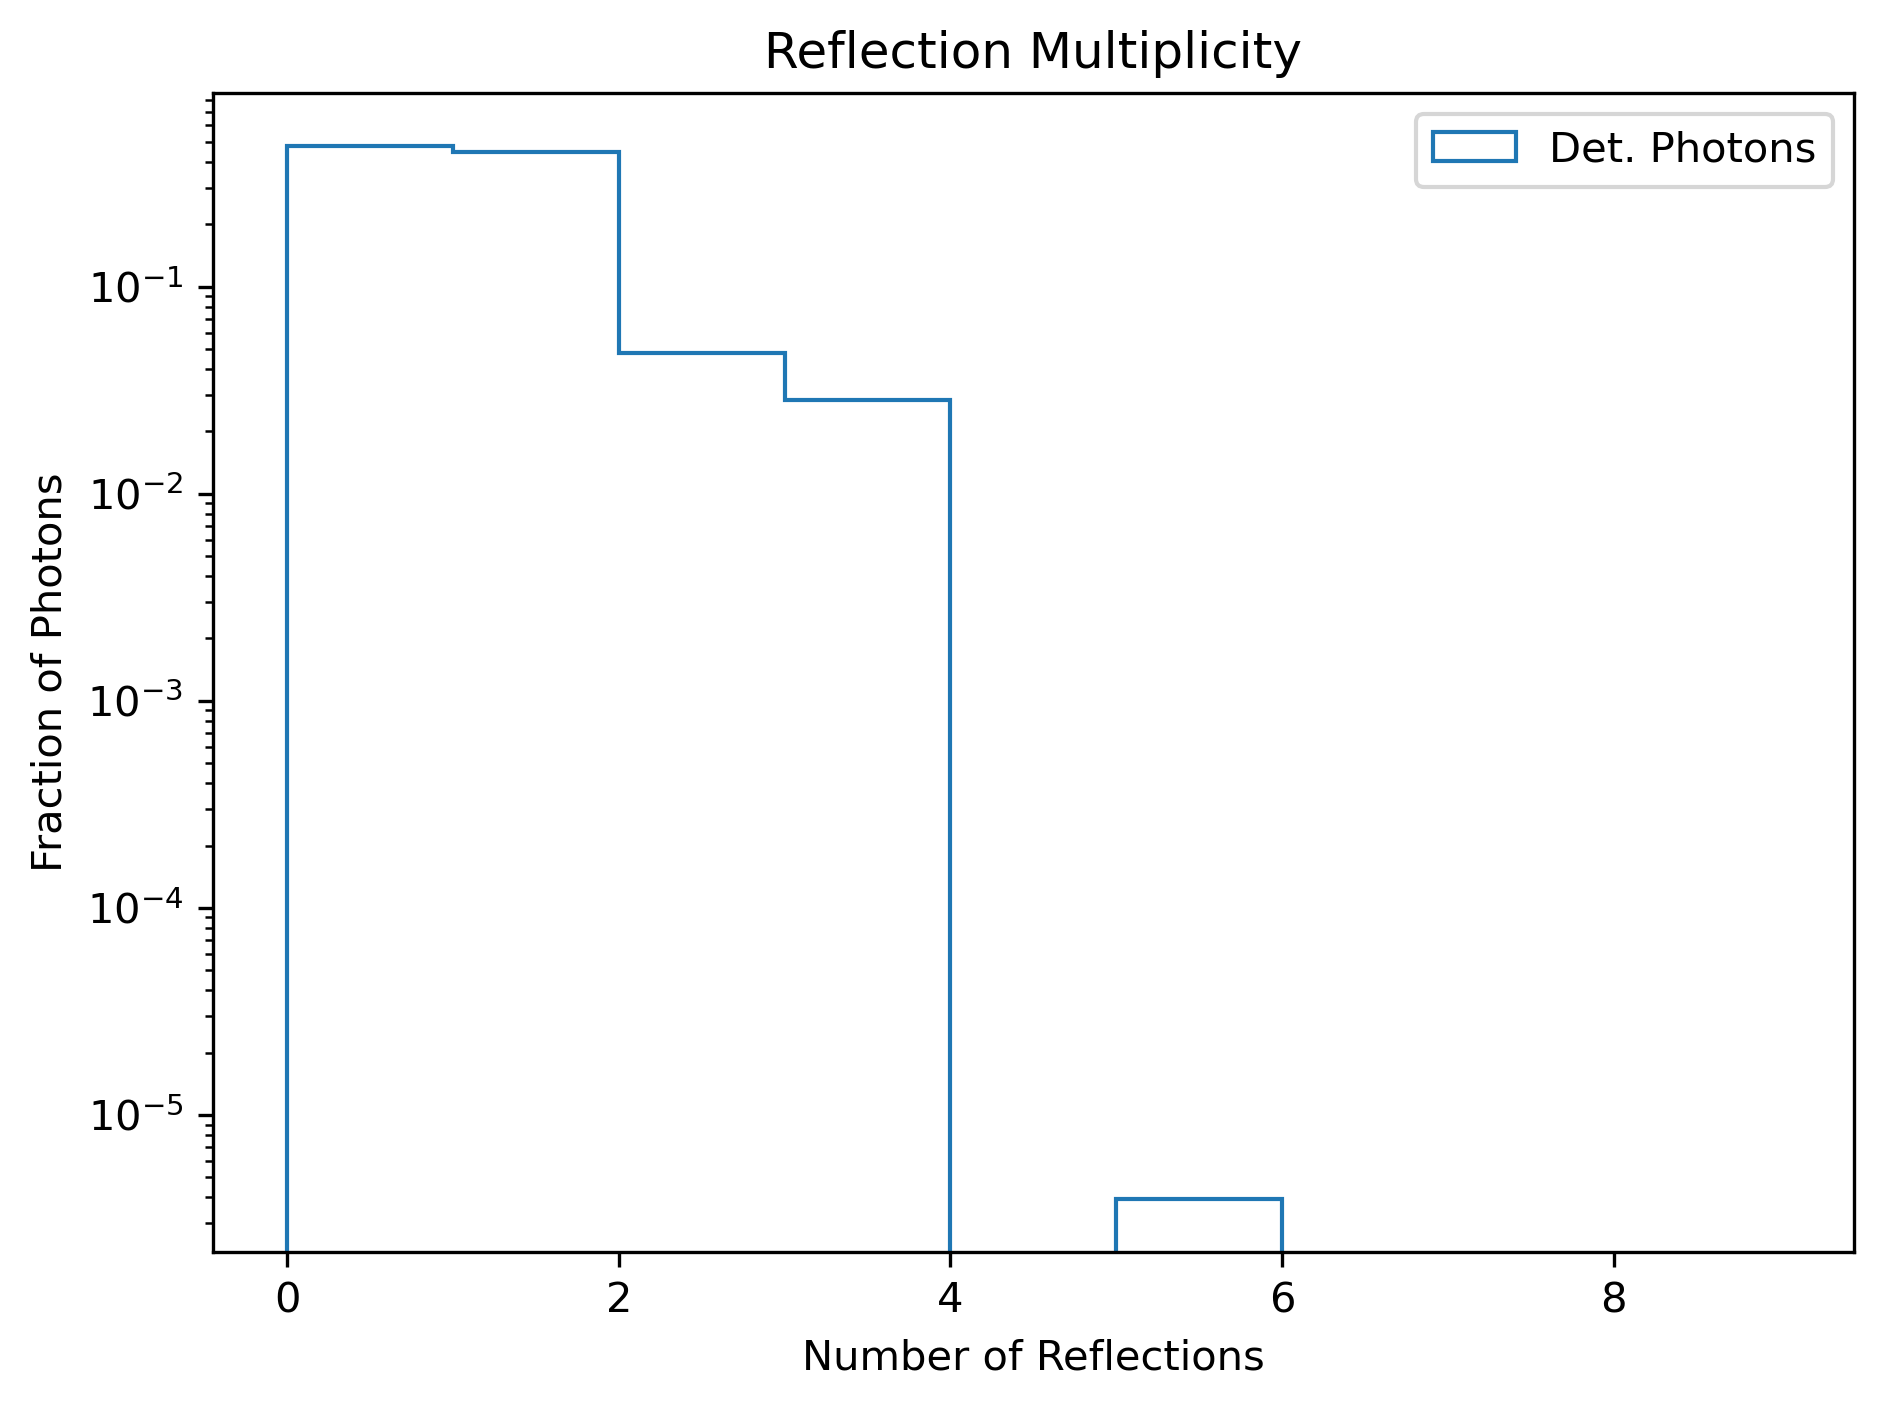 Reflection Multiplicity
Det. Photons
Fraction of Photons
10⁻¹
10⁻²
10⁻³
10⁻⁴
10⁻⁵
0 2 4 6 8
Number of Reflections